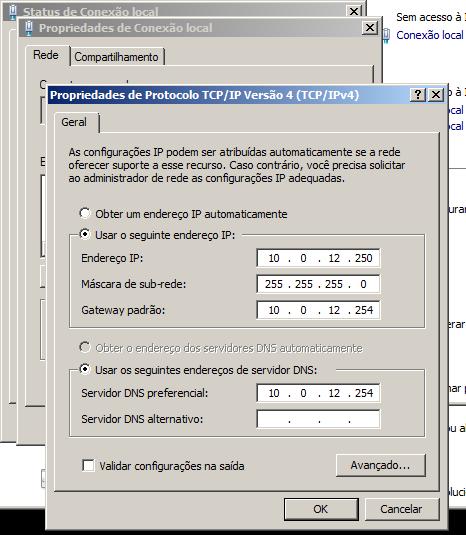 Status de Conexão local
Propriedades de Conexão local
Sem acesso à I
Conexão local
Rede
Compartilhamento
Propriedades de Protocolo TCP/IP Versão 4 (TCP/IPv4)
Geral
As configurações IP podem ser atribuídas automaticamente se a rede
oferecer suporte a esse recurso. Caso contrário, você precisa solicitar
ao administrador de rede as configurações IP adequadas.
Obter um endereço IP automaticamente
Usar o seguinte endereço IP:
Endereço IP: 10 . 0 . 12 . 250
Máscara de sub-rede: 255 . 255 . 255 . 0
Gateway padrão: 10 . 0 . 12 . 254
Obter o endereço dos servidores DNS automaticamente
Usar os seguintes endereços de servidor DNS:
Servidor DNS preferencial: 10 . 0 . 12 . 254
Servidor DNS alternativo: . . .
Validar configurações na saída
Avançado...
OK
Cancelar